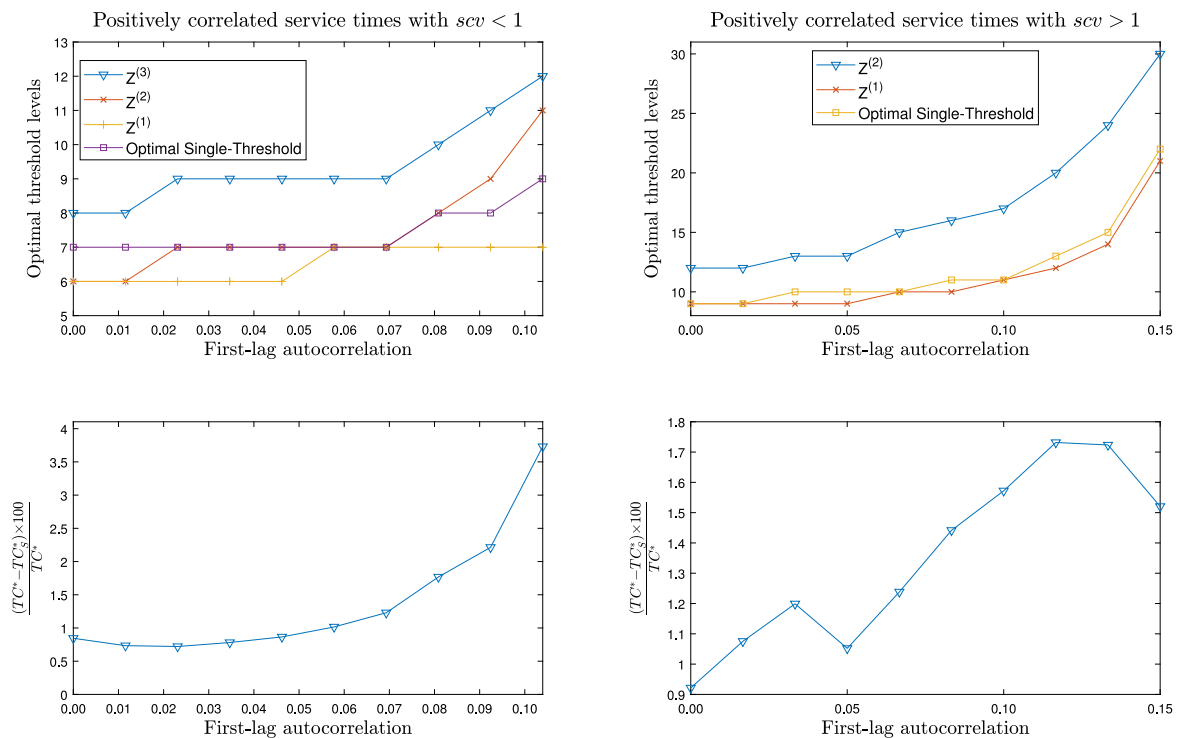 Positively correlated service times with scv < 1
Optimal threshold levels
13
12
11
10
9
8
7
6
5
Z(3)
Z(2)
Z(1)
Optimal Single-Threshold
0.00 0.01 0.02 0.03 0.04 0.05 0.06 0.07 0.08 0.09 0.10
First-lag autocorrelation
Positively correlated service times with scv > 1
Optimal threshold levels
30
25
20
15
10
Z(2)
Z(1)
Optimal Single-Threshold
0.00 0.05 0.10 0.15
First-lag autocorrelation
(TC*−TC*S)×100
TC*
4
3.5
3
2.5
2
1.5
1
0.5
0
0.00 0.01 0.02 0.03 0.04 0.05 0.06 0.07 0.08 0.09 0.10
First-lag autocorrelation
(TC*−TC*S)×100
TC*
1.8
1.7
1.6
1.5
1.4
1.3
1.2
1.1
1
0.9
0.00 0.05 0.10 0.15
First-lag autocorrelation